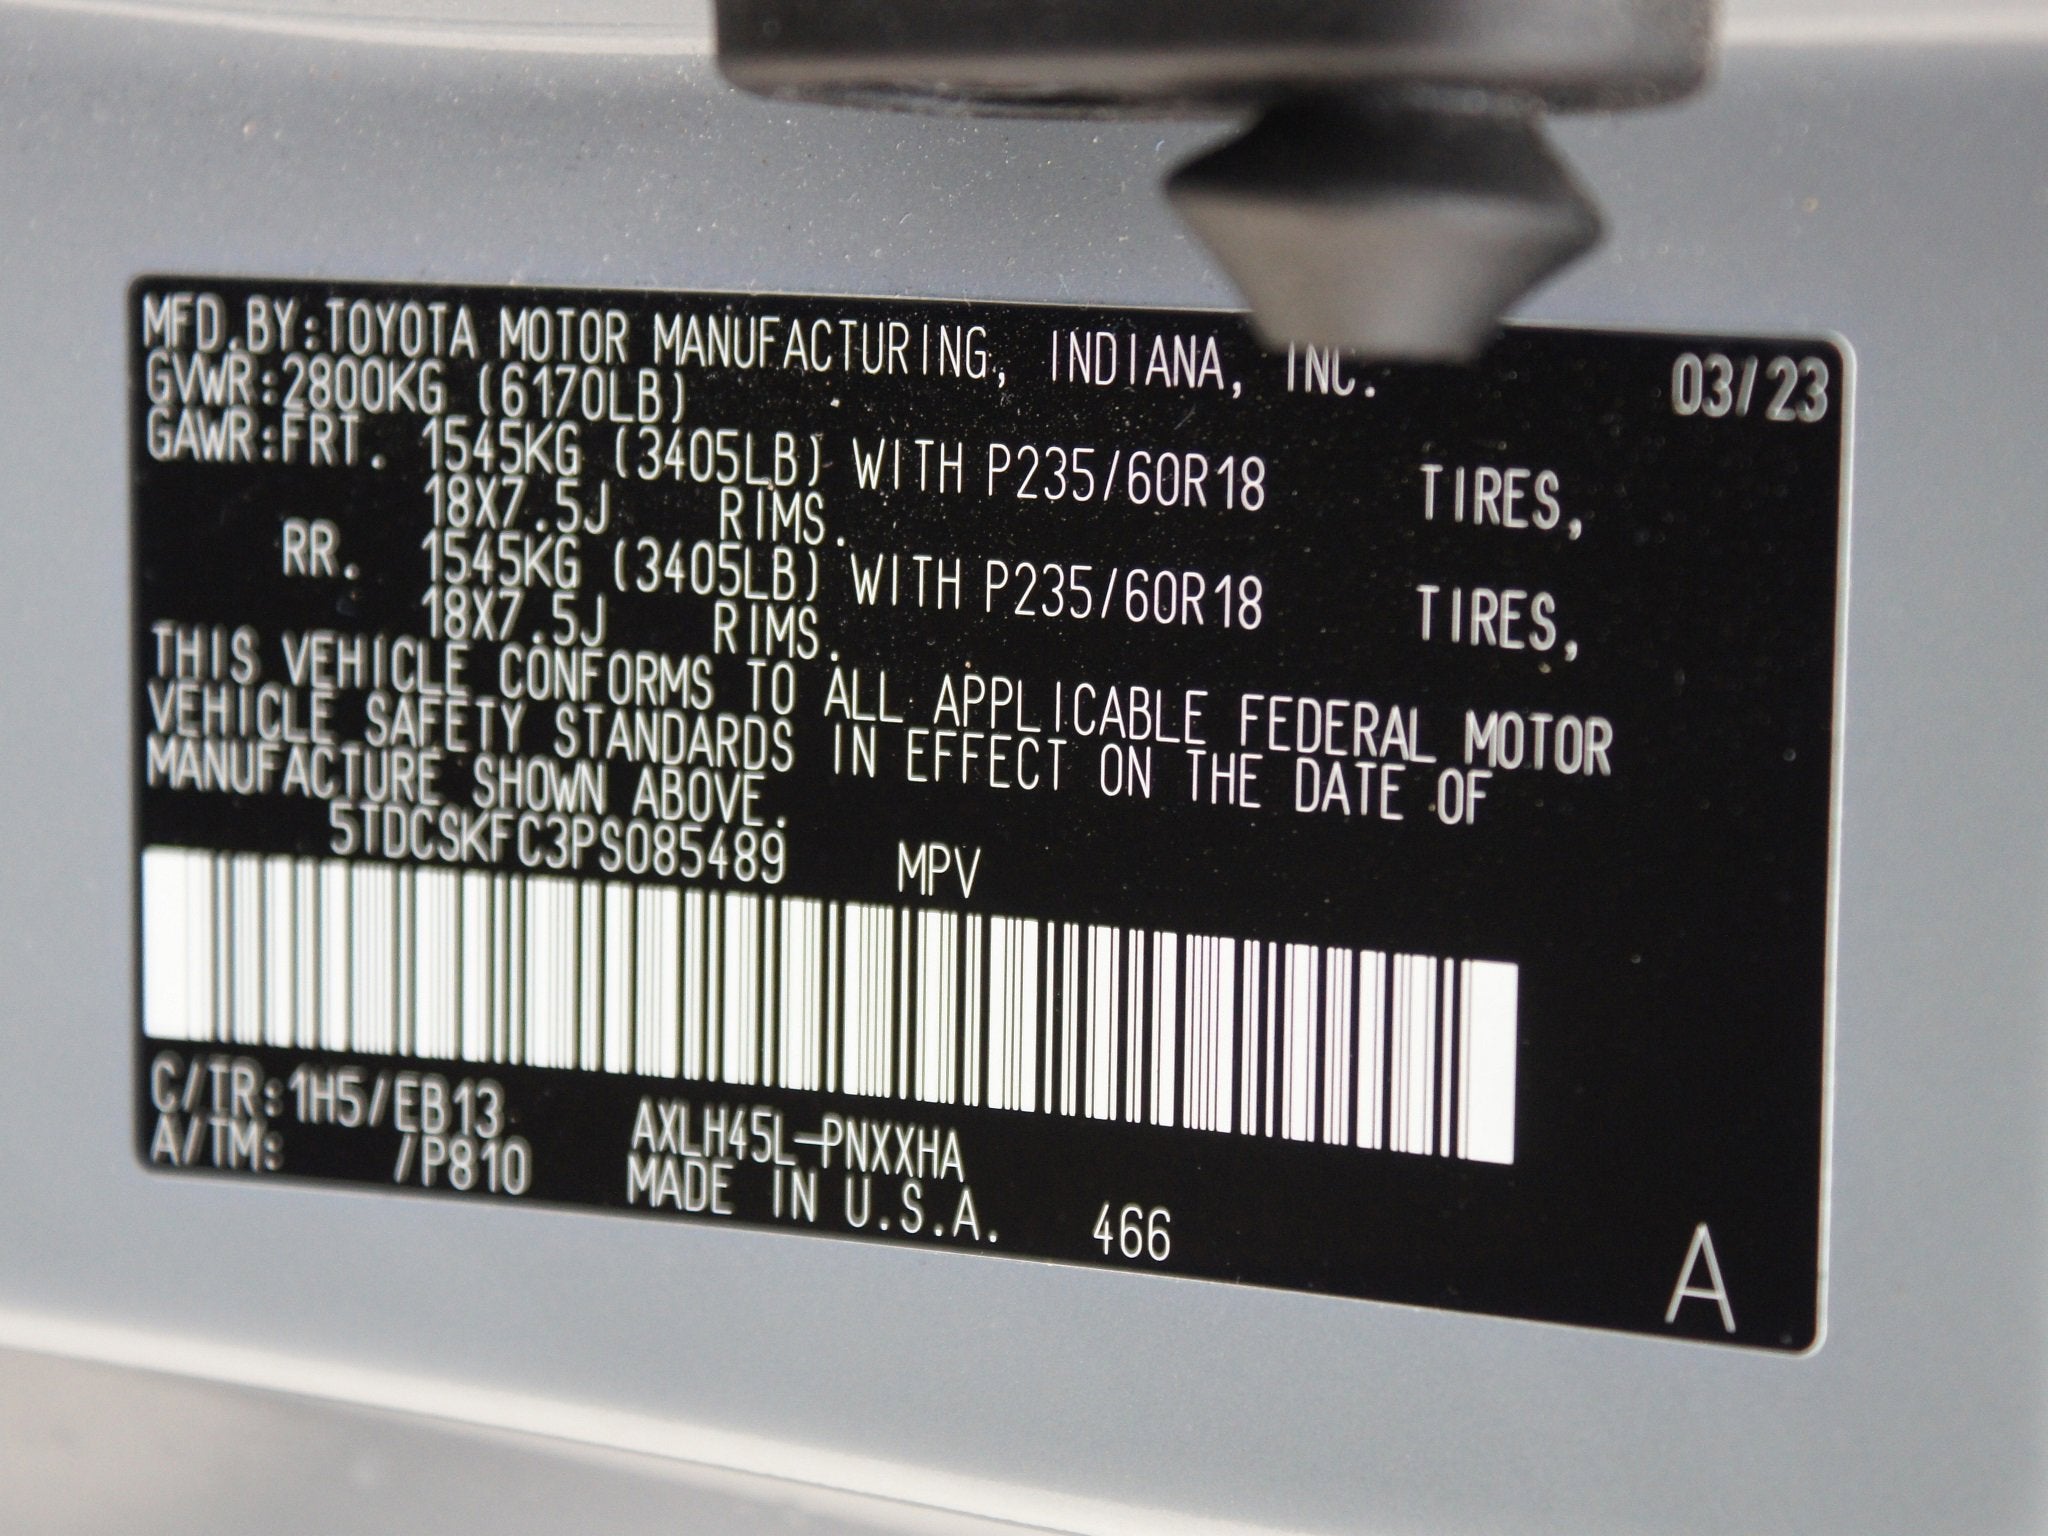 MFD.BY:TOYOTA MOTOR MANUFACTURING, INDIANA, INC. 03/23
GVWR:2800KG (6170LB)
GAWR:FRT. 1545KG (3405LB) WITH P235/60R18 TIRES,
18X7.5J RIMS.
RR. 1545KG (3405LB) WITH P235/60R18 TIRES,
18X7.5J RIMS.
THIS VEHICLE CONFORMS TO ALL APPLICABLE FEDERAL MOTOR
VEHICLE SAFETY STANDARDS IN EFFECT ON THE DATE OF
MANUFACTURE SHOWN ABOVE.
5TDCSKFC3PS085489 MPV
C/TR:1H5/EB13 AXLH45L-PNXXHA
A/TM: /P810 MADE IN U.S.A. 466
A